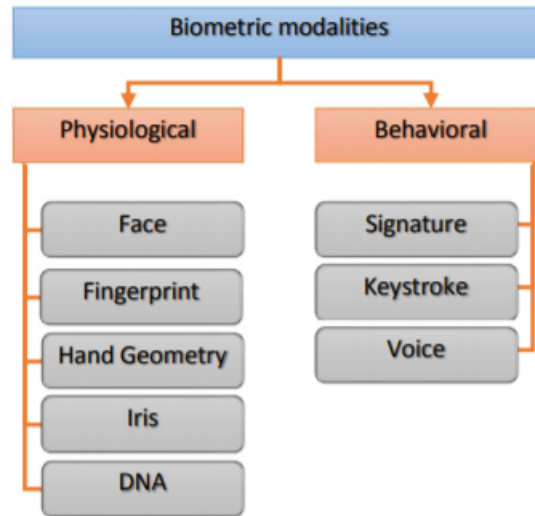 Biometric modalities
Physiological
Behavioral
Face
Fingerprint
Hand Geometry
Iris
DNA
Signature
Keystroke
Voice